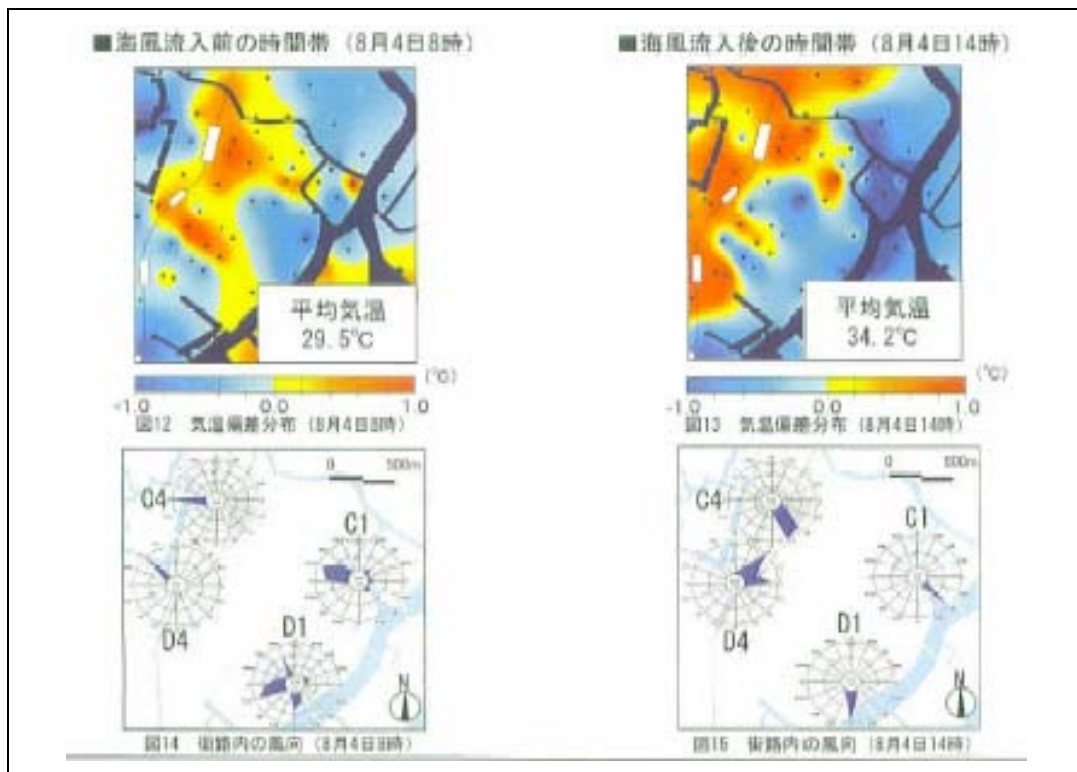 ■海風流入前の時間帯 (8月4日8時)
平均気温
29.5℃
(℃)
-1.0 0.0 1.0
図12 気温偏差分布 (8月4日8時)
0 500m
C4
C1
D4
D1
N
図14 街路内の風向 (8月4日8時)
■海風流入後の時間帯 (8月4日14時)
平均気温
34.2℃
(℃)
-1.0 0.0 1.0
図13 気温偏差分布 (8月4日14時)
0 500m
C4
C1
D4
D1
N
図15 街路内の風向 (8月4日14時)